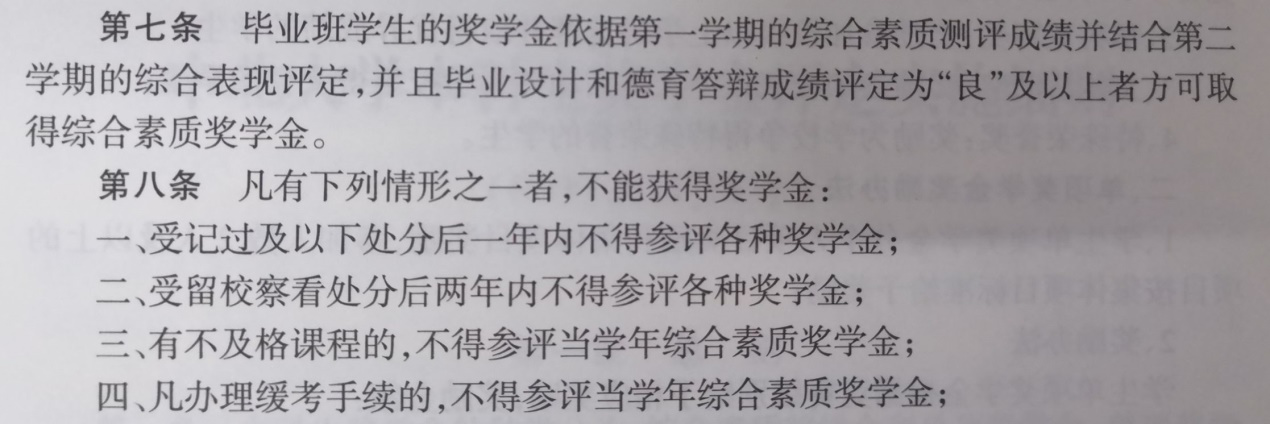 第七条 毕业班学生的奖学金依据第一学期的综合素质测评成绩并结合第二
学期的综合表现评定,并且毕业设计和德育答辩成绩评定为“良”及以上者方可取
得综合素质奖学金。
第八条 凡有下列情形之一者,不能获得奖学金:
一、受记过及以下处分后一年内不得参评各种奖学金;
二、受留校察看处分后两年内不得参评各种奖学金;
三、有不及格课程的,不得参评当学年综合素质奖学金;
四、凡办理缓考手续的,不得参评当学年综合素质奖学金;